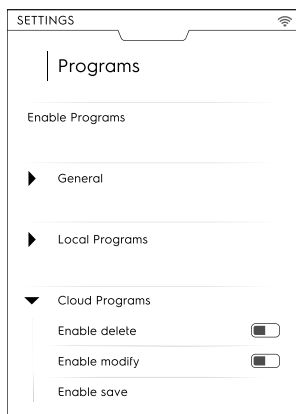 SETTINGS
Programs
Enable Programs
General
Local Programs
Cloud Programs
Enable delete
Enable modify
Enable save